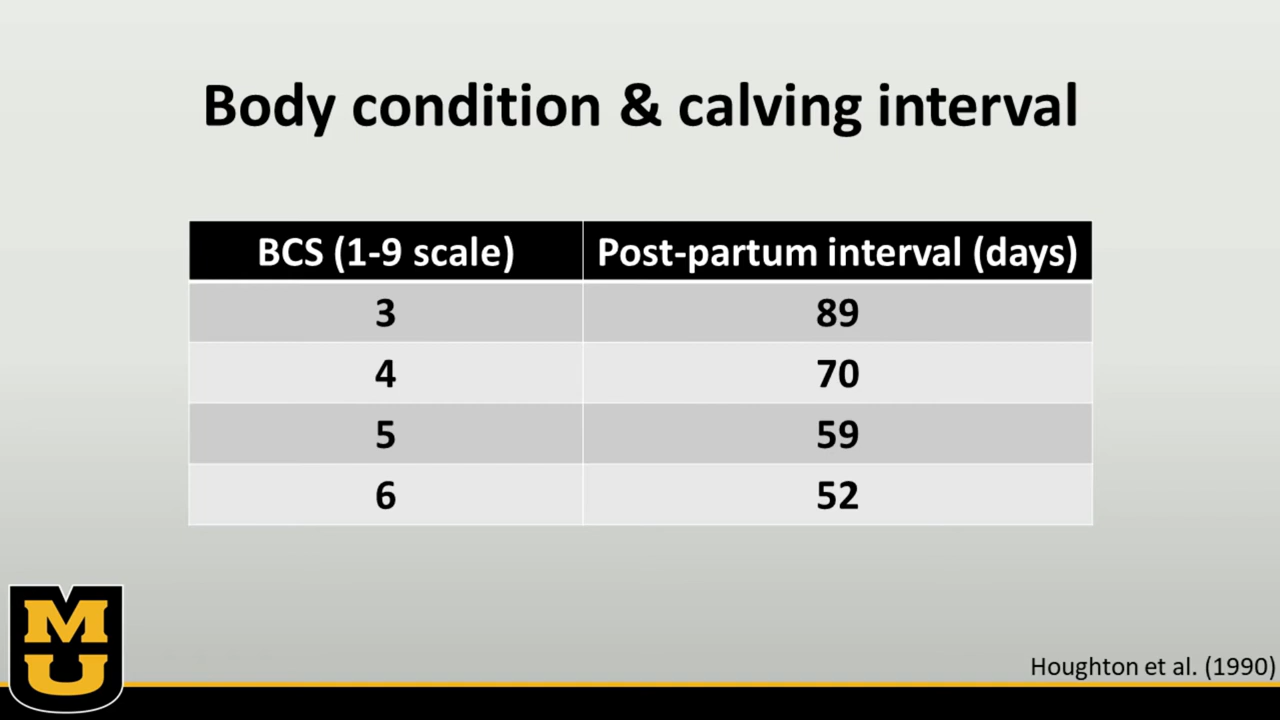 Body condition & calving interval
BCS (1-9 scale) Post-partum interval (days)
3 89
4 70
5 59
6 52
MU
Houghton et al. (1990)